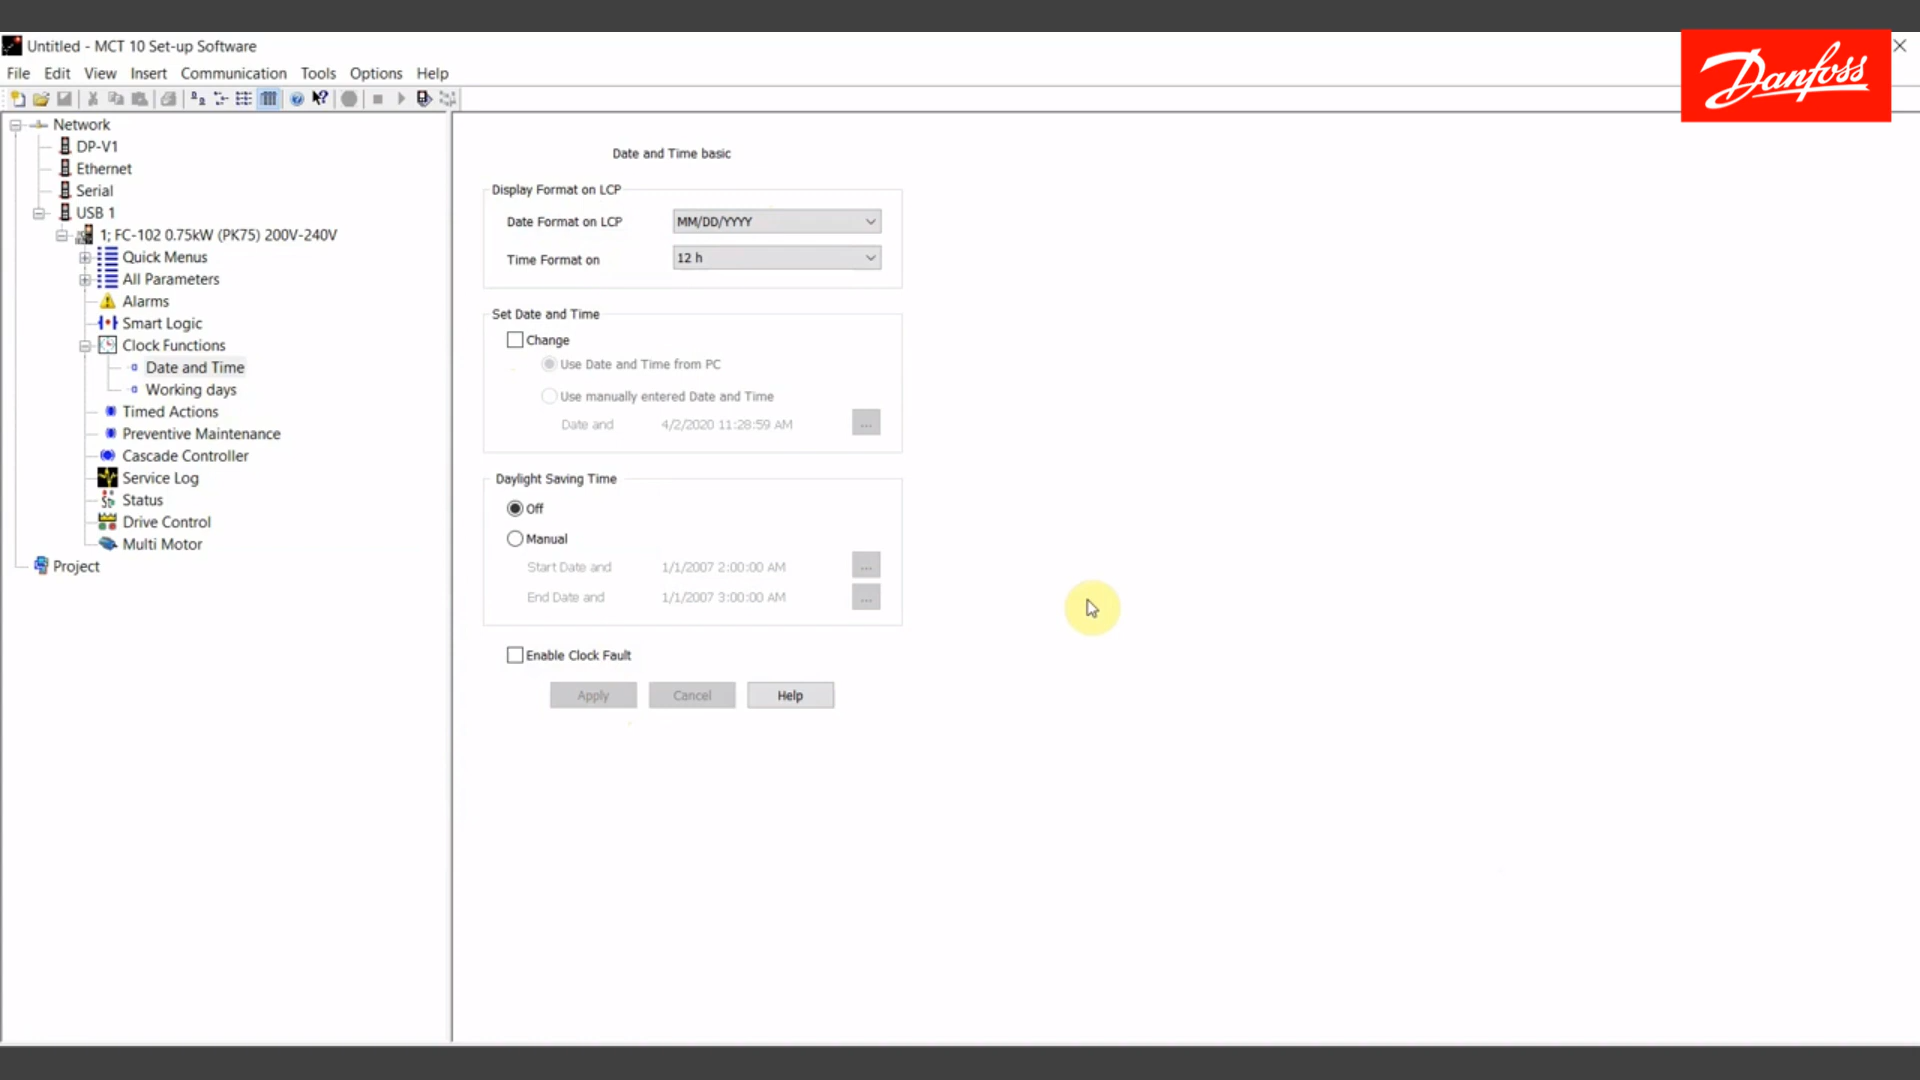 Untitled - MCT 10 Set-up Software
Danfoss
File Edit View Insert Communication Tools Options Help
Network
DP-V1
Ethernet
Serial
USB 1
1; FC-102 0.75kW (PK75) 200V-240V
Quick Menus
All Parameters
Alarms
Smart Logic
Clock Functions
Date and Time
Working days
Timed Actions
Preventive Maintenance
Cascade Controller
Service Log
Status
Drive Control
Multi Motor
Project
Date and Time basic
Display Format on LCP
Date Format on LCP MM/DD/YYYY
Time Format on 12 h
Set Date and Time
Change
Use Date and Time from PC
Use manually entered Date and Time
Date and 4/2/2020 11:28:59 AM ...
Daylight Saving Time
Off
Manual
Start Date and 1/1/2007 2:00:00 AM ...
End Date and 1/1/2007 3:00:00 AM ...
Enable Clock Fault
Apply Cancel Help